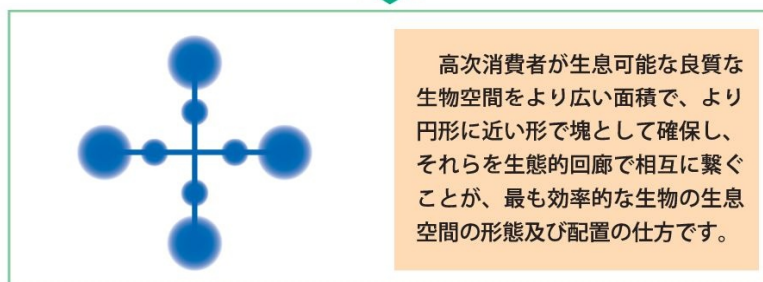 高次消費者が生息可能な良質な
生物空間をより広い面積で、より
円形に近い形で塊として確保し、
それらを生態的回廊で相互に繋ぐ
ことが、最も効率的な生物の生息
空間の形態及び配置の仕方です。